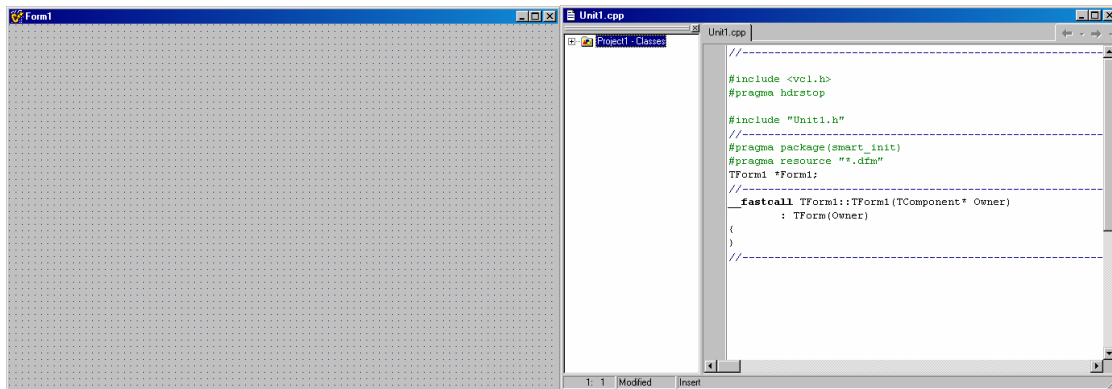 Form1
Unit1.cpp
Project1 - Classes
Unit1.cpp
//------------------------------------------------------
#include <vcl.h>
#pragma hdrstop
#include "Unit1.h"
//------------------------------------------------------
#pragma package(smart_init)
#pragma resource "*.dfm"
TForm1 *Form1;
//------------------------------------------------------
__fastcall TForm1::TForm1(TComponent* Owner)
: TForm(Owner)
{
}
//------------------------------------------------------
1: 1 Modified Insert